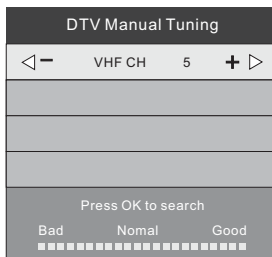 DTV Manual Tuning
− VHF CH 5 +
Press OK to search
Bad Nomal Good